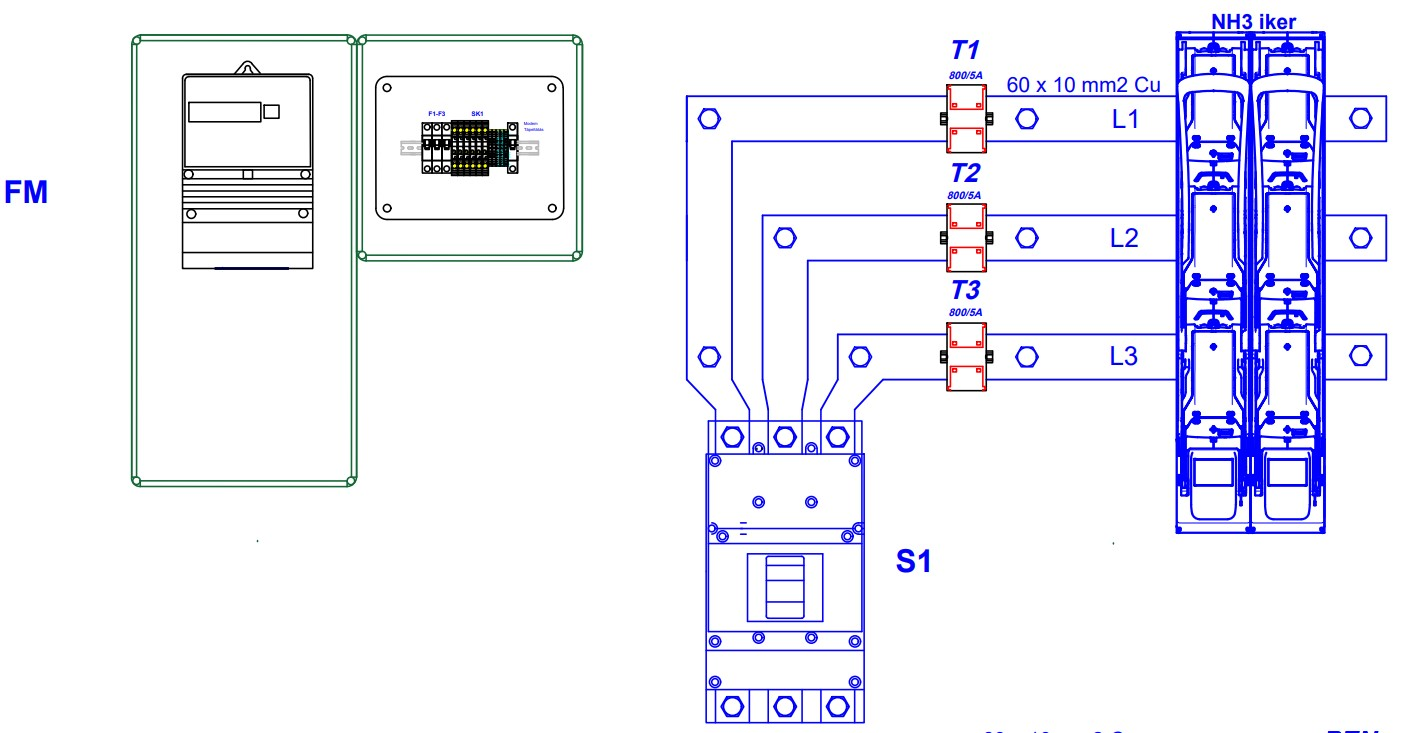 NH3 iker
T1
800/5A
60 x 10 mm2 Cu
L1
F1-F3
SK1
Modem
FM
T2
800/5A
L2
T3
800/5A
L3
S1